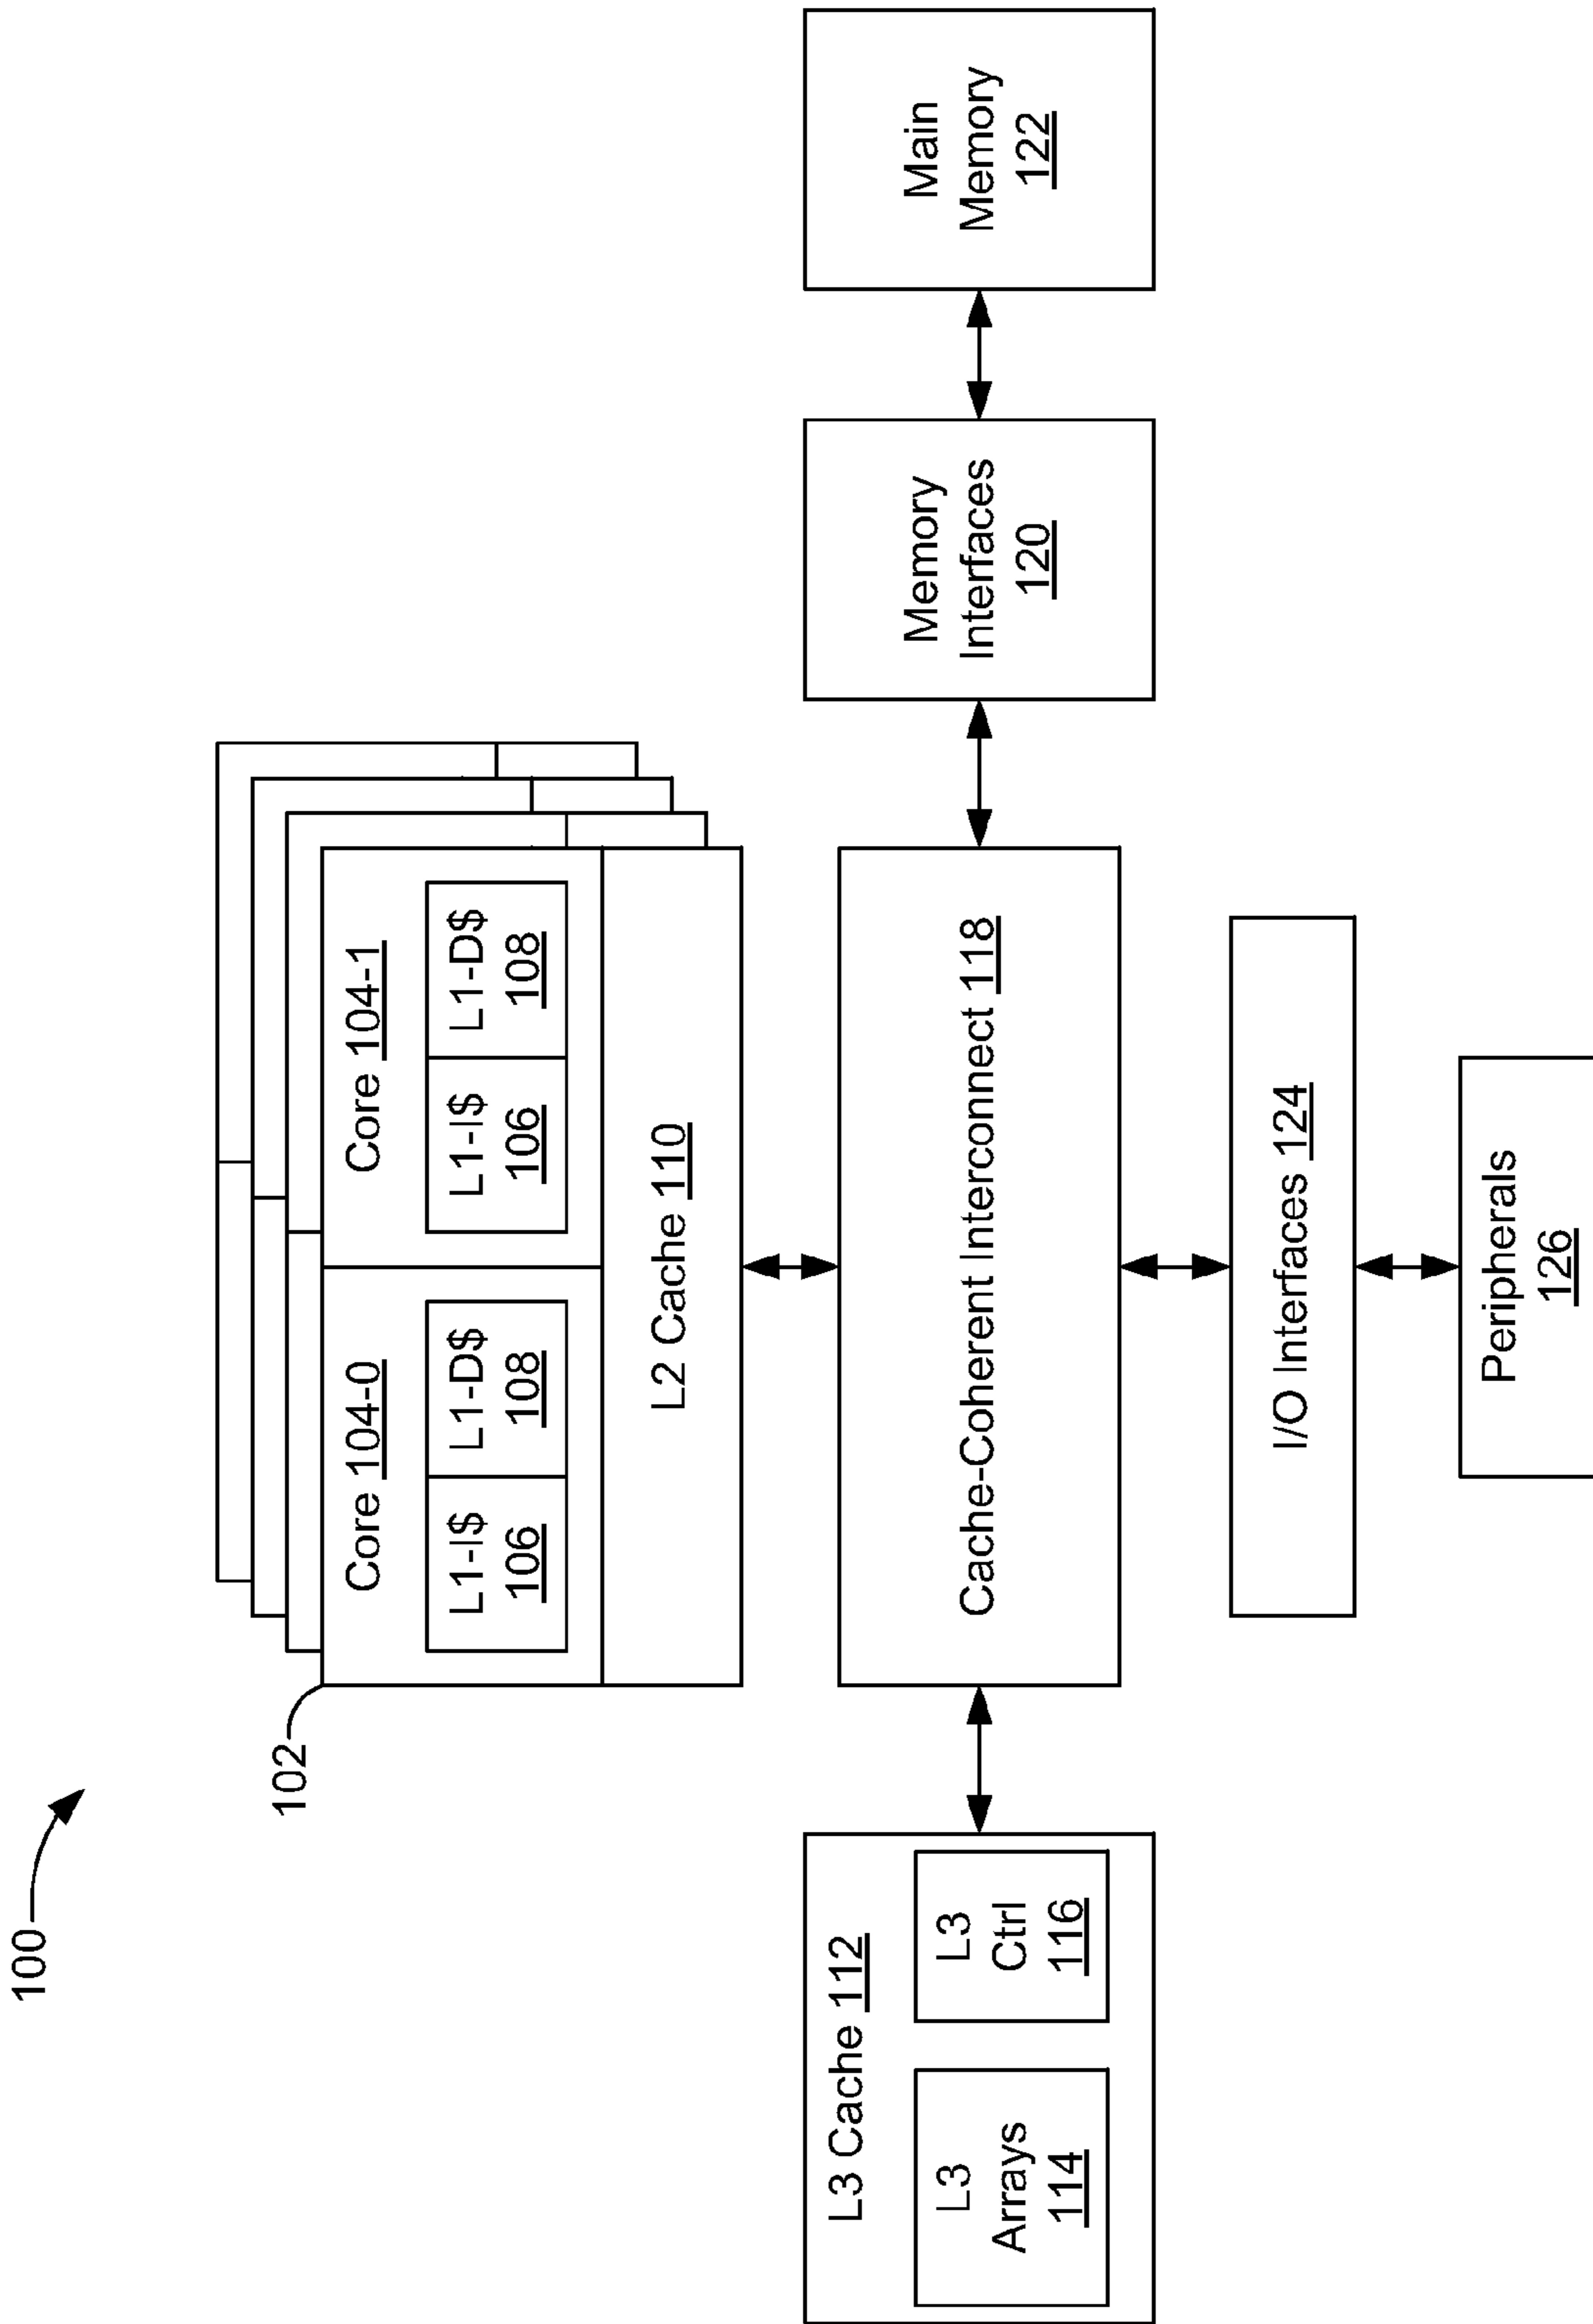 100
102
Core 104-0
L1-I$
106
L1-D$
108
Core 104-1
L1-I$
106
L1-D$
108
L2 Cache 110
L3 Cache 112
L3
Arrays
114
L3
Ctrl
116
Cache-Coherent Interconnect 118
Memory
Interfaces
120
Main
Memory
122
I/O Interfaces 124
Peripherals
126